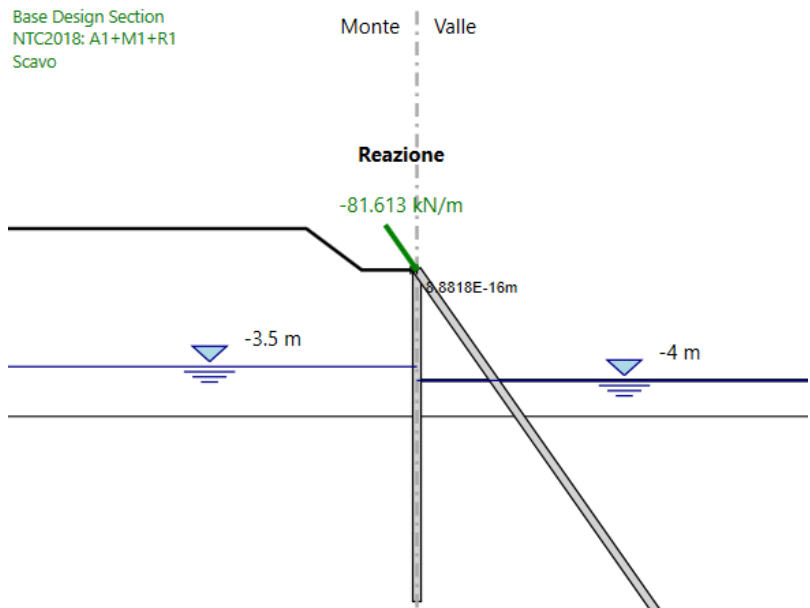 Base Design Section
NTC2018: A1+M1+R1
Scavo
Monte
Valle
Reazione
-81.613 kN/m
8.8818E-16m
-3.5 m
-4 m